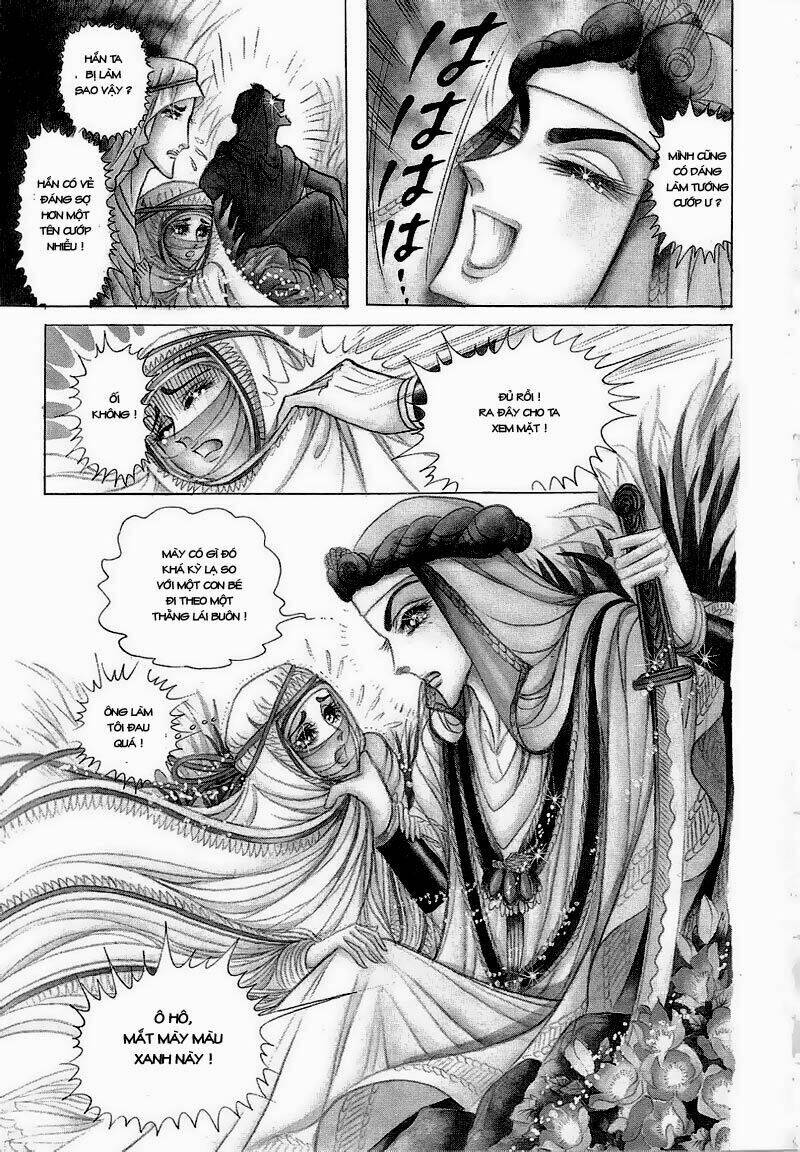 MÌNH CŨNG
CÓ DÁNG
LÀM TƯỚNG
CƯỚP Ư ?
はははは…
HẮN TA
BỊ LÀM
SAO VẬY ?
HẮN CÓ VẺ
ĐÁNG SỢ
HƠN MỘT
TÊN CƯỚP
NHIỀU !
ĐỦ RỒI !
RA ĐÂY CHO TA
XEM MẶT !
ỐI
KHÔNG !
MÀY CÓ GÌ ĐÓ
KHÁ KỲ LẠ SO
VỚI MỘT CON BÉ
ĐI THEO MỘT
THẰNG LÁI BUÔN !
ÔNG LÀM
TÔI ĐAU
QUÁ !
Ô HÔ,
MẮT MÀY MÀU
XANH NÀY !